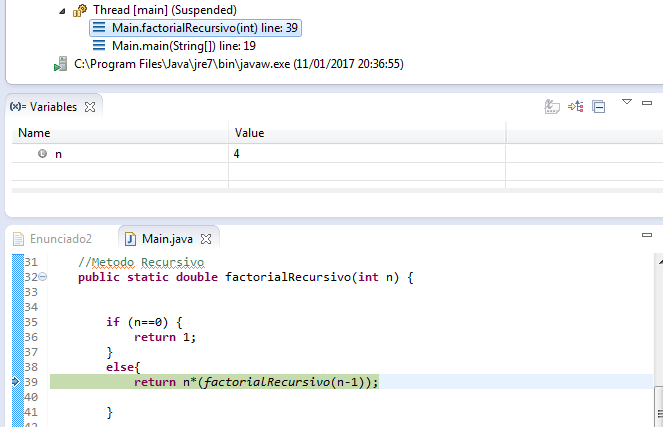 Thread [main] (Suspended)
Main.factorialRecursivo(int) line: 39
Main.main(String[]) line: 19
C:\Program Files\Java\jre7\bin\javaw.exe (11/01/2017 20:36:55)
(x)= Variables
Name Value
n 4
Enunciado2 Main.java
31 //Metodo Recursivo
32 public static double factorialRecursivo(int n) {
33
34
35 if (n==0) {
36 return 1;
37 }
38 else{
39 return n*(factorialRecursivo(n-1));
40
41 }
42